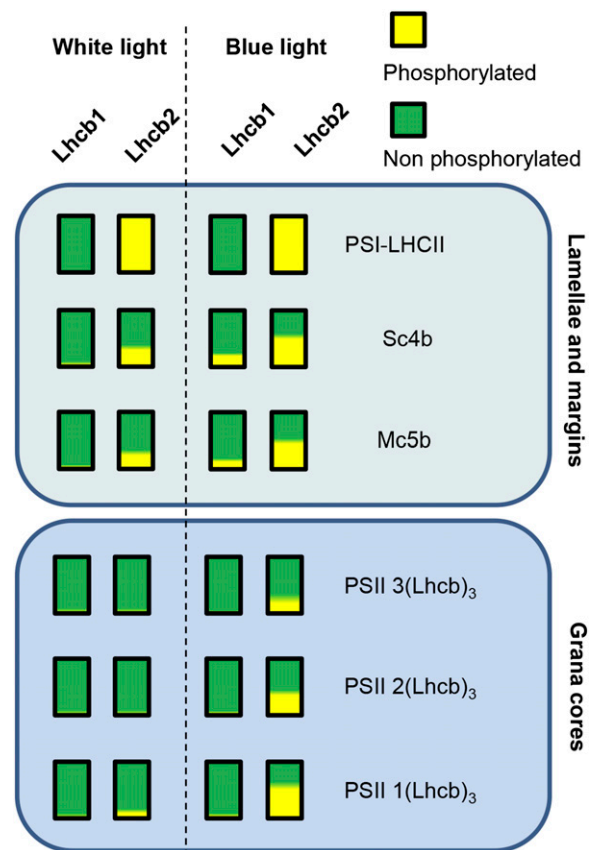 White light
Blue light
Phosphorylated
Non phosphorylated
Lhcb1
Lhcb2
Lhcb1
Lhcb2
PSI-LHCII
Sc4b
Mc5b
Lamellae and margins
PSII 3(Lhcb)₃
PSII 2(Lhcb)₃
PSII 1(Lhcb)₃
Grana cores